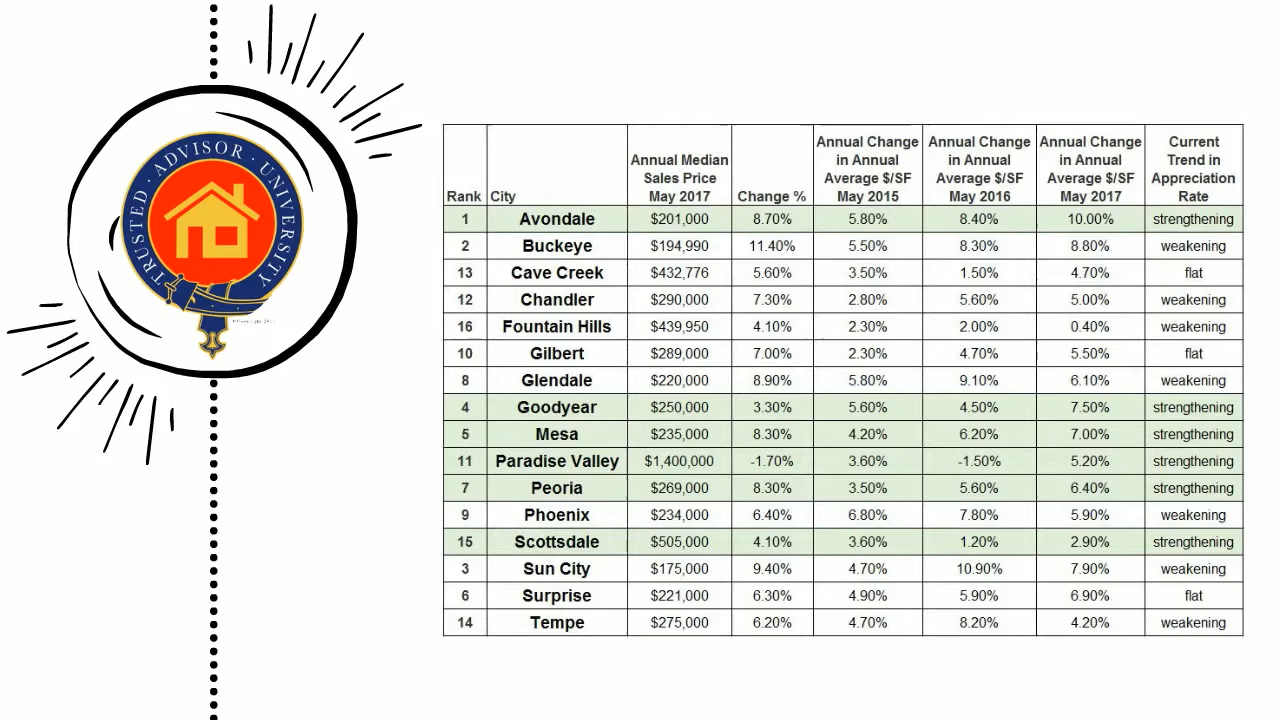 TRUSTED · ADVISOR · UNIVERSITY
Annual Change Annual Change Annual Change Current
Annual Median in Annual in Annual in Annual Trend in
Sales Price Average $/SF Average $/SF Average $/SF Appreciation
Rank City May 2017 Change % May 2015 May 2016 May 2017 Rate
1 Avondale $201,000 8.70% 5.80% 8.40% 10.00% strengthening
2 Buckeye $194,990 11.40% 5.50% 8.30% 8.80% weakening
13 Cave Creek $432,776 5.60% 3.50% 1.50% 4.70% flat
12 Chandler $290,000 7.30% 2.80% 5.60% 5.00% weakening
16 Fountain Hills $439,950 4.10% 2.30% 2.00% 0.40% weakening
10 Gilbert $289,000 7.00% 2.30% 4.70% 5.50% flat
8 Glendale $220,000 8.90% 5.80% 9.10% 6.10% weakening
4 Goodyear $250,000 3.30% 5.60% 4.50% 7.50% strengthening
5 Mesa $235,000 8.30% 4.20% 6.20% 7.00% strengthening
11 Paradise Valley $1,400,000 -1.70% 3.60% -1.50% 5.20% strengthening
7 Peoria $269,000 8.30% 3.50% 5.60% 6.40% strengthening
9 Phoenix $234,000 6.40% 6.80% 7.80% 5.90% weakening
15 Scottsdale $505,000 4.10% 3.60% 1.20% 2.90% strengthening
3 Sun City $175,000 9.40% 4.70% 10.90% 7.90% weakening
6 Surprise $221,000 6.30% 4.90% 5.90% 6.90% flat
14 Tempe $275,000 6.20% 4.70% 8.20% 4.20% weakening